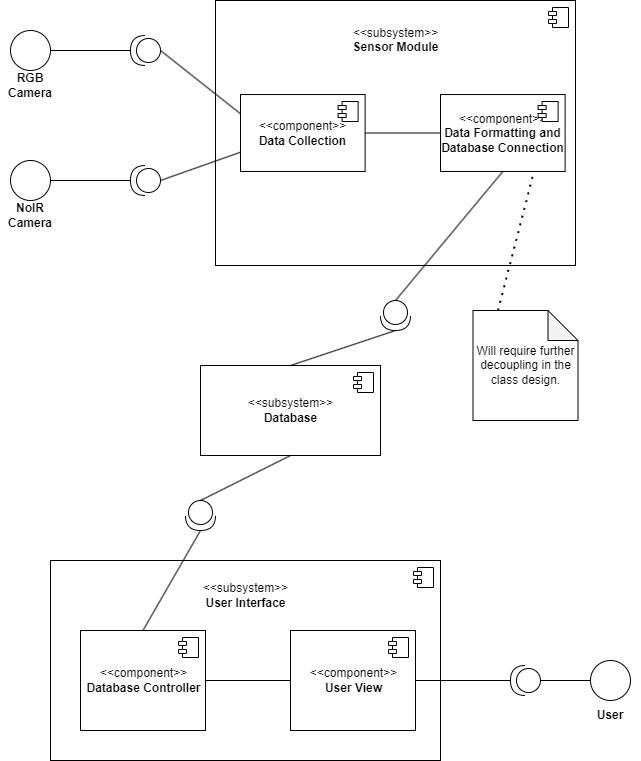 <<subsystem>>
Sensor Module
RGB
Camera
<<component>>
Data Collection
<<component>>
Data Formatting and
Database Connection
NoIR
Camera
Will require further
decoupling in the
class design.
<<subsystem>>
Database
<<subsystem>>
User Interface
<<component>>
Database Controller
<<component>>
User View
User